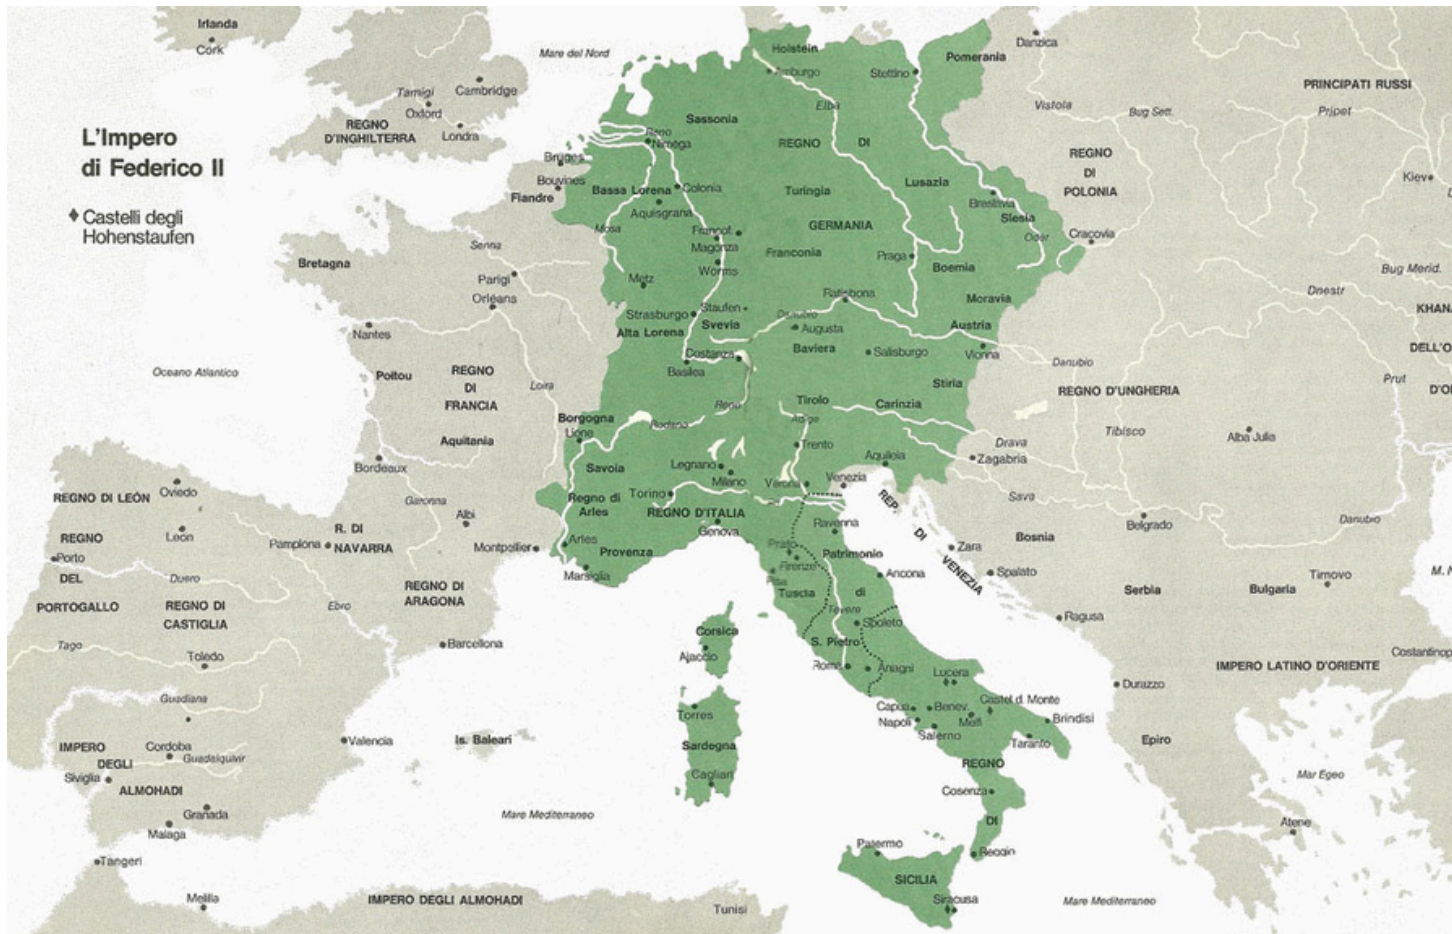 L'Impero
di Federico II
Castelli degli
Hohenstaufen
Irlanda
Cork
Mare del Nord
Tamigi
Cambridge
Oxford
REGNO
D'INGHILTERRA
Londra
Holstein
Amburgo
Stettino
Pomerania
Danzica
PRINCIPATI RUSSI
Elba
Vistola
Bug Sett.
Pripet
Sassonia
Reno
Nimega
REGNO
DI
GERMANIA
REGNO
DI
POLONIA
Kiev
Bruges
Bouvines
Fiandre
Bassa Lorena
Colonia
Aquisgrana
Turingia
Lusazia
Breslavia
Slesia
Oder
Cracovia
Mosa
Francof.
Magonza
Worms
Franconia
Praga
Boemia
Bug Merid.
Senna
Bretagna
Parigi
Orléans
Metz
Ratisbona
Moravia
Dnestr
Strasburgo
Staufen
Svevia
Danubio
Augusta
Austria
KHAN
DELL'O
D'O
Nantes
Alta Lorena
Costanza
Basilea
Baviera
Salisburgo
Vienna
Danubio
Oceano Atlantico
Poitou
REGNO
DI
FRANCIA
Loira
Stiria
REGNO D'UNGHERIA
Prut
Reno
Tirolo
Carinzia
Borgogna
Lione
Rodano
Adige
Aquitania
Trento
Drava
Tibisco
Alba Julia
Bordeaux
Savoia
Legnano
Milano
Aquileia
Zagabria
REGNO DI LEÓN
Oviedo
Garonna
Regno di
Arles
Torino
Verona
Venezia
Sava
REGNO D'ITALIA
REP.
DI
VENEZIA
León
Albi
Genova
Ravenna
Belgrado
Danubio
REGNO
DEL
PORTOGALLO
Porto
Pamplona
R. DI
NAVARRA
Montpellier
Arles
Provenza
Prato
Firenze
Patrimonio
di
S. Pietro
Zara
Bosnia
Marsiglia
Pisa
Ancona
Spalato
Duero
REGNO DI
ARAGONA
Tuscia
Serbia
Bulgaria
Tirnovo
M. N
REGNO DI
CASTIGLIA
Ebro
Tevere
Spoleto
Ragusa
Tago
Toledo
Barcellona
Corsica
Ajaccio
Roma
Anagni
Lucera
IMPERO LATINO D'ORIENTE
Costantinop
Guadiana
Durazzo
Torres
Capua
Benev.
Castel d. Monte
Napoli
Melfi
Brindisi
Salerno
Taranto
IMPERO
DEGLI
ALMOHADI
Cordoba
Guadalquivir
Valencia
Is. Baleari
Sardegna
Epiro
Siviglia
Cagliari
REGNO
DI
SICILIA
Mar Egeo
Cosenza
Granada
Malaga
Mare Mediterraneo
Atene
Tangeri
Palermo
Reggio
Melilla
IMPERO DEGLI ALMOHADI
Tunisi
Siracusa
Mare Mediterraneo